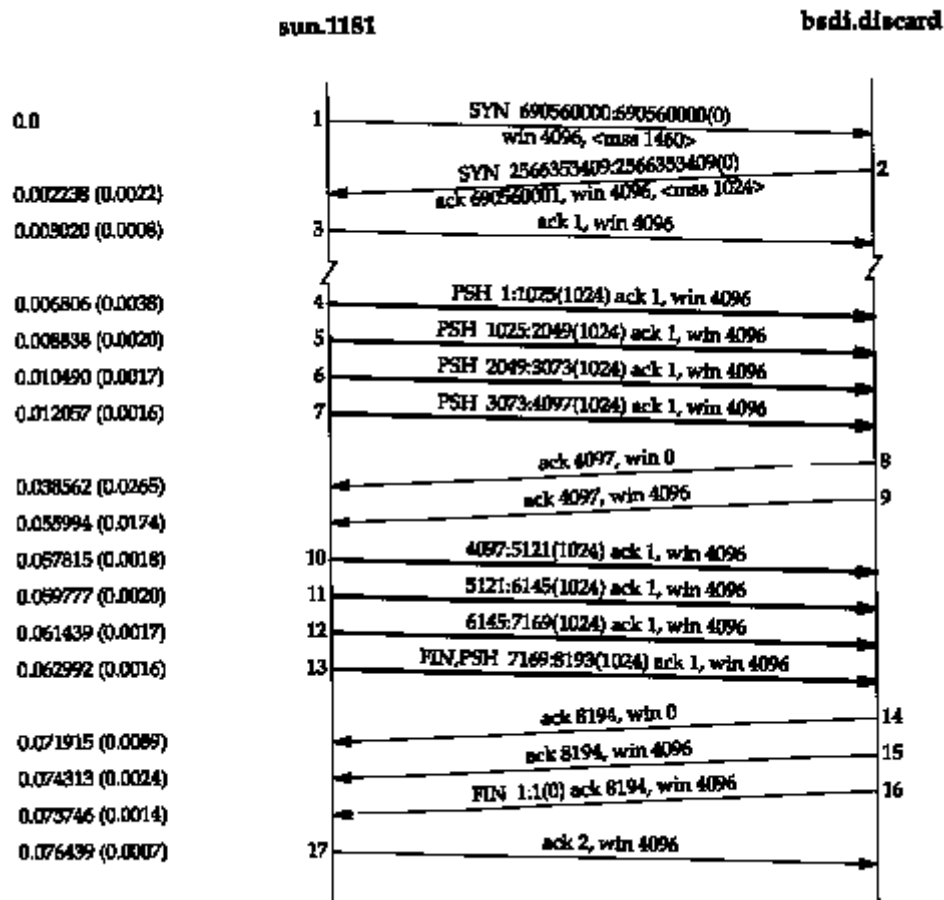 sun.1181 bsdi.discard
0.0 1 SYN 690560000:690560000(0)
win 4096, <mss 1460>
SYN 2566353409:2566353409(0) 2
0.002238 (0.0022) ack 690560001, win 4096, <mss 1024>
0.003020 (0.0008) 3 ack 1, win 4096
0.006806 (0.0038) 4 PSH 1:1025(1024) ack 1, win 4096
0.008838 (0.0020) 5 PSH 1025:2049(1024) ack 1, win 4096
0.010490 (0.0017) 6 PSH 2049:3073(1024) ack 1, win 4096
0.012057 (0.0016) 7 PSH 3073:4097(1024) ack 1, win 4096
ack 4097, win 0 8
0.038562 (0.0265)
ack 4097, win 4096 9
0.055994 (0.0174)
0.057815 (0.0018) 10 4097:5121(1024) ack 1, win 4096
0.059777 (0.0020) 11 5121:6145(1024) ack 1, win 4096
0.061439 (0.0017) 12 6145:7169(1024) ack 1, win 4096
0.062992 (0.0016) 13 FIN,PSH 7169:8193(1024) ack 1, win 4096
ack 8194, win 0 14
0.071915 (0.0089)
ack 8194, win 4096 15
0.074313 (0.0024)
FIN 1:1(0) ack 8194, win 4096 16
0.075746 (0.0014)
0.076439 (0.0007) 17 ack 2, win 4096